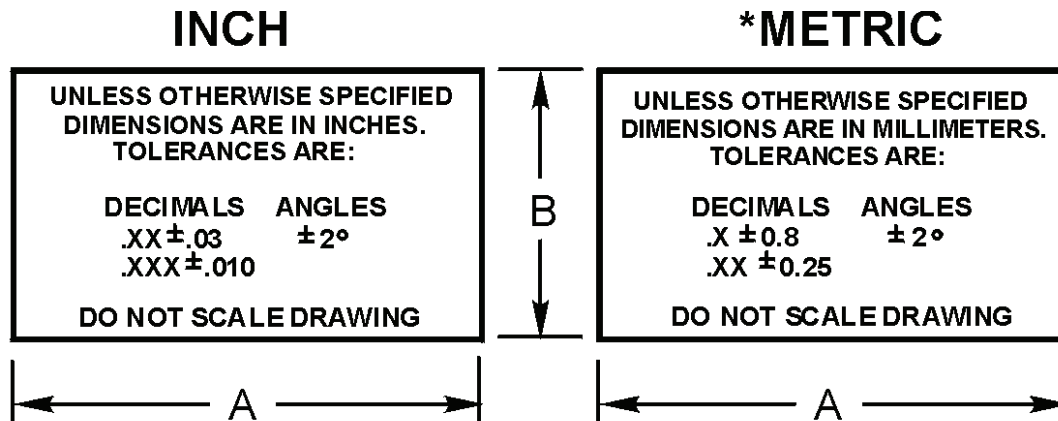 INCH
UNLESS OTHERWISE SPECIFIED
DIMENSIONS ARE IN INCHES.
TOLERANCES ARE:
DECIMALS ANGLES
.XX ±.03 ±2°
.XXX ±.010
DO NOT SCALE DRAWING
A
B
*METRIC
UNLESS OTHERWISE SPECIFIED
DIMENSIONS ARE IN MILLIMETERS.
TOLERANCES ARE:
DECIMALS ANGLES
.X ±0.8 ±2°
.XX ±0.25
DO NOT SCALE DRAWING
A